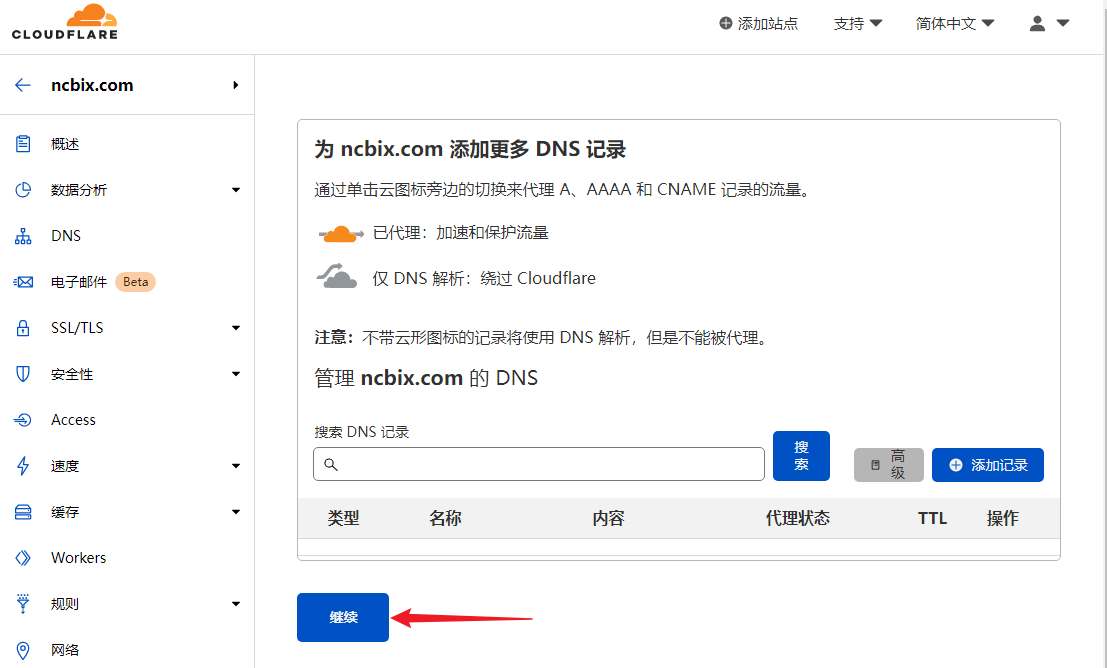 CLOUDFLARE
添加站点 支持 简体中文
ncbix.com
概述
数据分析
DNS
电子邮件 Beta
SSL/TLS
安全性
Access
速度
缓存
Workers
规则
网络
为 ncbix.com 添加更多 DNS 记录
通过单击云图标旁边的切换来代理 A、AAAA 和 CNAME 记录的流量。
已代理：加速和保护流量
仅 DNS 解析：绕过 Cloudflare
注意：不带云形图标的记录将使用 DNS 解析，但是不能被代理。
管理 ncbix.com 的 DNS
搜索 DNS 记录
搜
索
高
级
添加记录
类型 名称 内容 代理状态 TTL 操作
继续